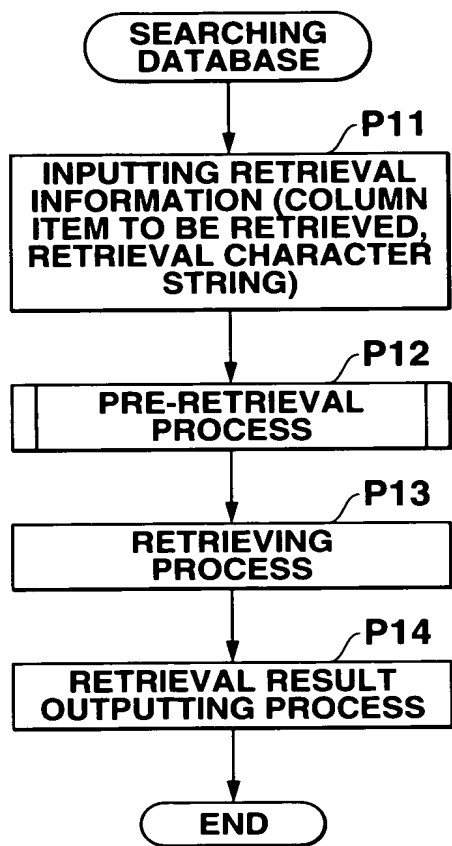 SEARCHING
DATABASE
P11
INPUTTING RETRIEVAL
INFORMATION (COLUMN
ITEM TO BE RETRIEVED,
RETRIEVAL CHARACTER
STRING)
P12
PRE-RETRIEVAL
PROCESS
P13
RETRIEVING
PROCESS
P14
RETRIEVAL RESULT
OUTPUTTING PROCESS
END